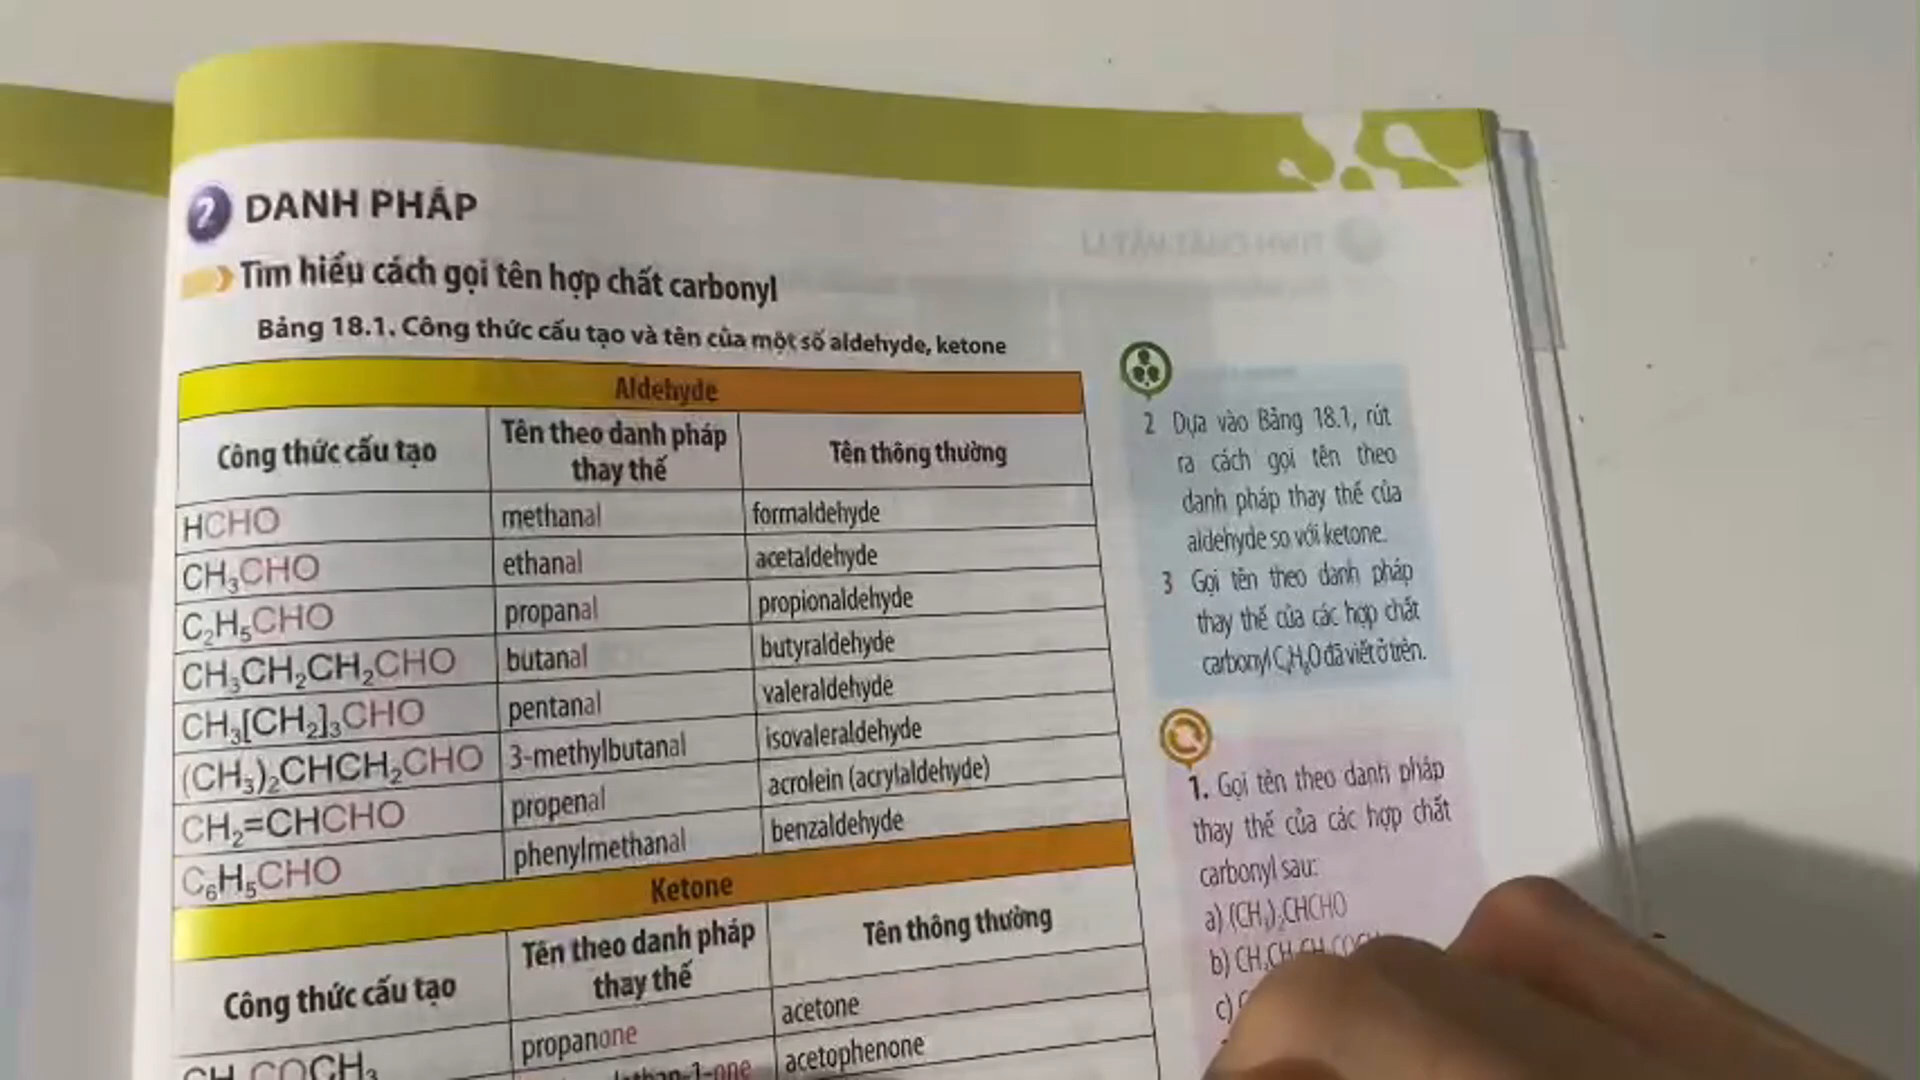 2 DANH PHÁP
Tìm hiểu cách gọi tên hợp chất carbonyl
Bảng 18.1. Công thức cấu tạo và tên của một số aldehyde, ketone
Aldehyde
Công thức cấu tạo
Tên theo danh pháp
thay thế
Tên thông thường
HCHO methanal formaldehyde
CH₃CHO ethanal acetaldehyde
C₂H₅CHO propanal propionaldehyde
CH₃CH₂CH₂CHO butanal butyraldehyde
CH₃[CH₂]₃CHO pentanal valeraldehyde
(CH₃)₂CHCH₂CHO 3-methylbutanal isovaleraldehyde
CH₂=CHCHO propenal acrolein (acrylaldehyde)
C₆H₅CHO phenylmethanal benzaldehyde
Ketone
Công thức cấu tạo
Tên theo danh pháp
thay thế
Tên thông thường
propanone acetone
acetophenone
2 Dựa vào Bảng 18.1, rút
ra cách gọi tên theo
danh pháp thay thế của
aldehyde so với ketone.
3 Gọi tên theo danh pháp
thay thế của các hợp chất
carbonyl C₄H₈O đã viết ở trên.
1. Gọi tên theo danh pháp
thay thế của các hợp chất
carbonyl sau:
a) (CH₃)₂CHCHO
b)
c)